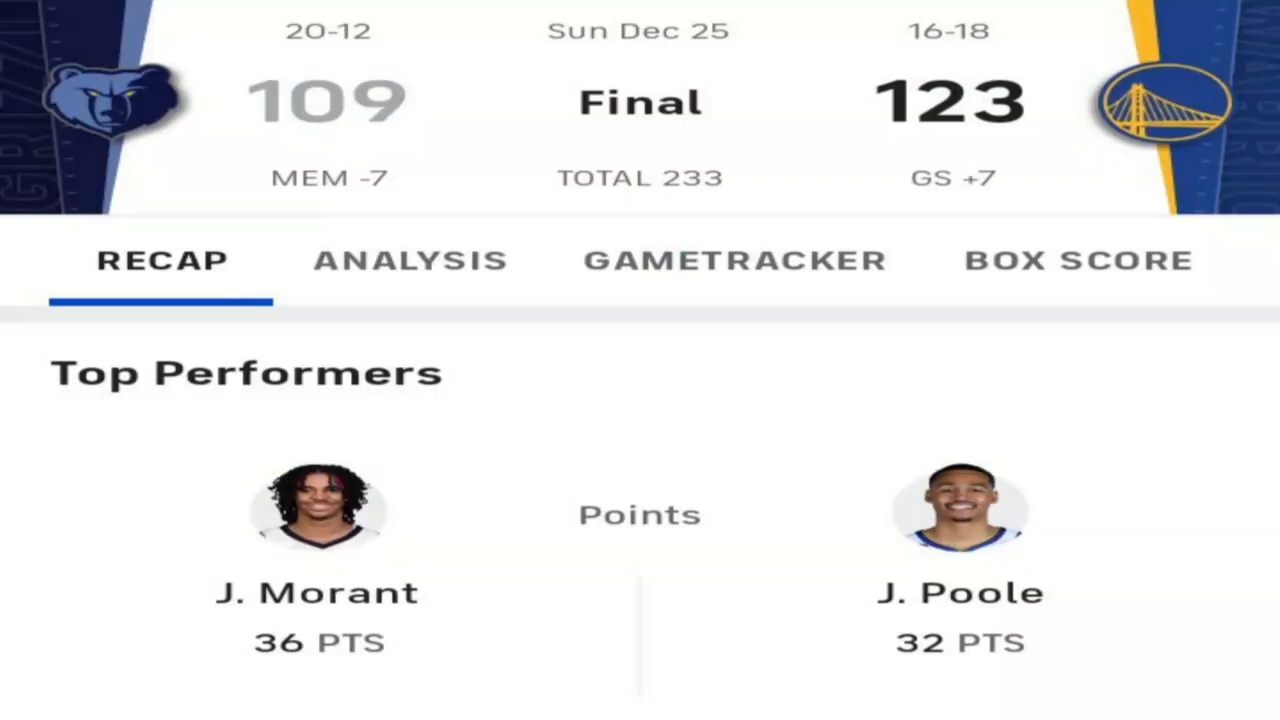 20-12 Sun Dec 25 16-18
109 Final 123
MEM -7 TOTAL 233 GS +7
RECAP ANALYSIS GAMETRACKER BOX SCORE
Top Performers
Points
J. Morant J. Poole
36 PTS 32 PTS